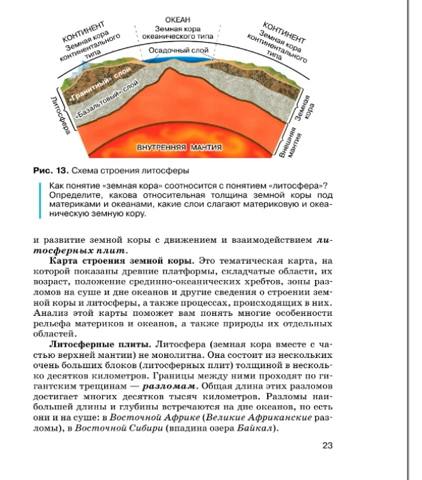 КОНТИНЕНТ
Земная кора
континентального
типа
ОКЕАН
Земная кора
океанического типа
КОНТИНЕНТ
Земная кора
континентального
типа
Осадочный слой
«Гранитный» слой
«Базальтовый» слой
Литосфера
Земная
кора
Внешняя
мантия
ВНУТРЕННЯЯ МАНТИЯ
Рис. 13. Схема строения литосферы
Как понятие «земная кора» соотносится с понятием «литосфера»?
Определите, какова относительная толщина земной коры под
материками и океанами, какие слои слагают материковую и океа-
ническую земную кору.
и развитие земной коры с движением и взаимодействием ли-
тосферных плит.
Карта строения земной коры. Это тематическая карта, на
которой показаны древние платформы, складчатые области, их
возраст, положение срединно-океанических хребтов, зоны раз-
ломов на суше и дне океанов и другие сведения о строении зем-
ной коры и литосферы, а также процессах, происходящих в них.
Анализ этой карты поможет вам понять многие особенности
рельефа материков и океанов, а также природы их отдельных
областей.
Литосферные плиты. Литосфера (земная кора вместе с ча-
стью верхней мантии) не монолитна. Она состоит из нескольких
очень больших блоков (литосферных плит) толщиной в несколь-
ко десятков километров. Границы между ними проходят по ги-
гантским трещинам — разломам. Общая длина этих разломов
достигает многих десятков тысяч километров. Разломы наи-
большей длины и глубины встречаются на дне океанов, но есть
они и на суше: в Восточной Африке (Великие Африканские раз-
ломы), в Восточной Сибири (впадина озера Байкал).
23